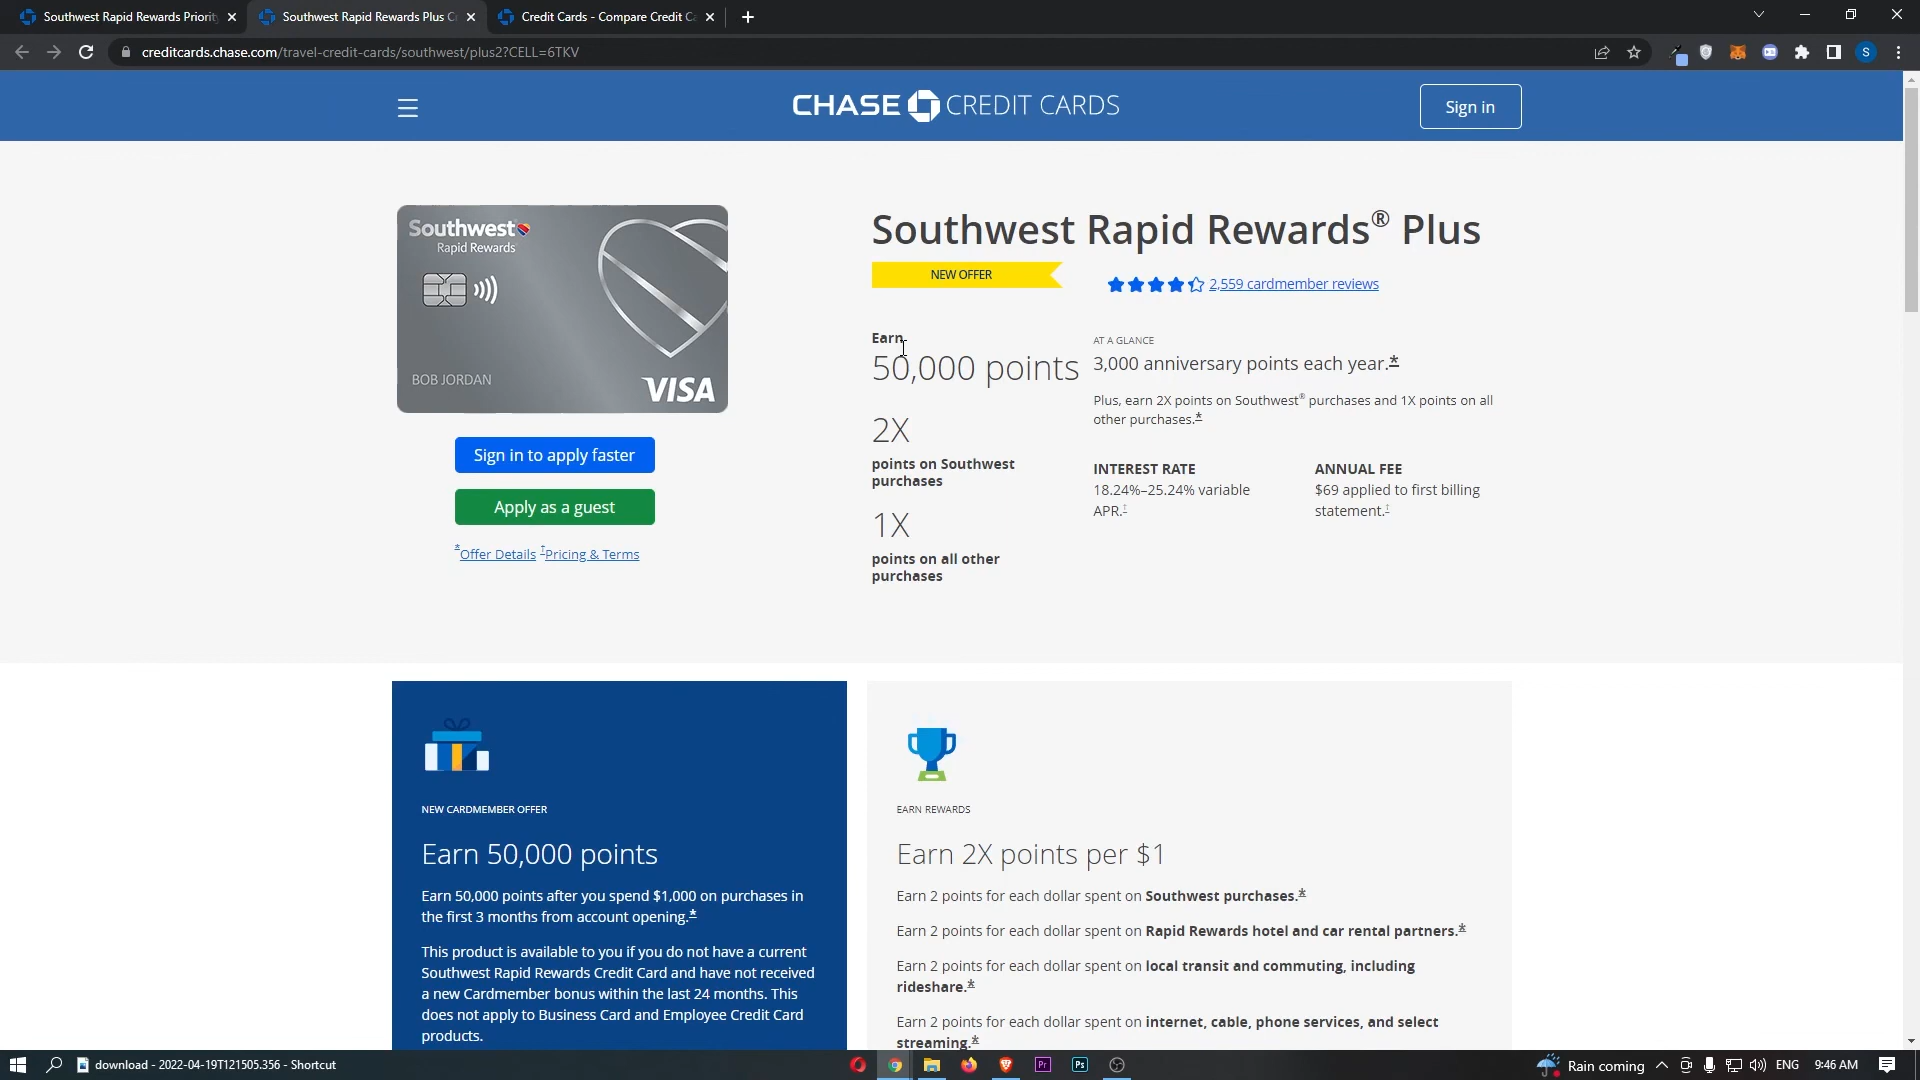 Southwest Rapid Rewards Priorit
Southwest Rapid Rewards Plus C
Credit Cards - Compare Credit Ca
creditcards.chase.com/travel-credit-cards/southwest/plus2?CELL=6TKV
S
CHASE CREDIT CARDS
Sign in
Southwest
Rapid Rewards
BOB JORDAN
VISA
Sign in to apply faster
Apply as a guest
*Offer Details †Pricing & Terms
Southwest Rapid Rewards® Plus
NEW OFFER
2,559 cardmember reviews
Earn
50,000 points
2X
points on Southwest
purchases
1X
points on all other
purchases
AT A GLANCE
3,000 anniversary points each year.*
Plus, earn 2X points on Southwest® purchases and 1X points on all
other purchases.*
INTEREST RATE
18.24%–25.24% variable
APR.†
ANNUAL FEE
$69 applied to first billing
statement.†
NEW CARDMEMBER OFFER
Earn 50,000 points
Earn 50,000 points after you spend $1,000 on purchases in
the first 3 months from account opening.*
This product is available to you if you do not have a current
Southwest Rapid Rewards Credit Card and have not received
a new Cardmember bonus within the last 24 months. This
does not apply to Business Card and Employee Credit Card
products.
EARN REWARDS
Earn 2X points per $1
Earn 2 points for each dollar spent on Southwest purchases.*
Earn 2 points for each dollar spent on Rapid Rewards hotel and car rental partners.*
Earn 2 points for each dollar spent on local transit and commuting, including
rideshare.*
Earn 2 points for each dollar spent on internet, cable, phone services, and select
streaming.*
download - 2022-04-19T121505.356 - Shortcut
Pr
Ps
Rain coming
ENG
9:46 AM